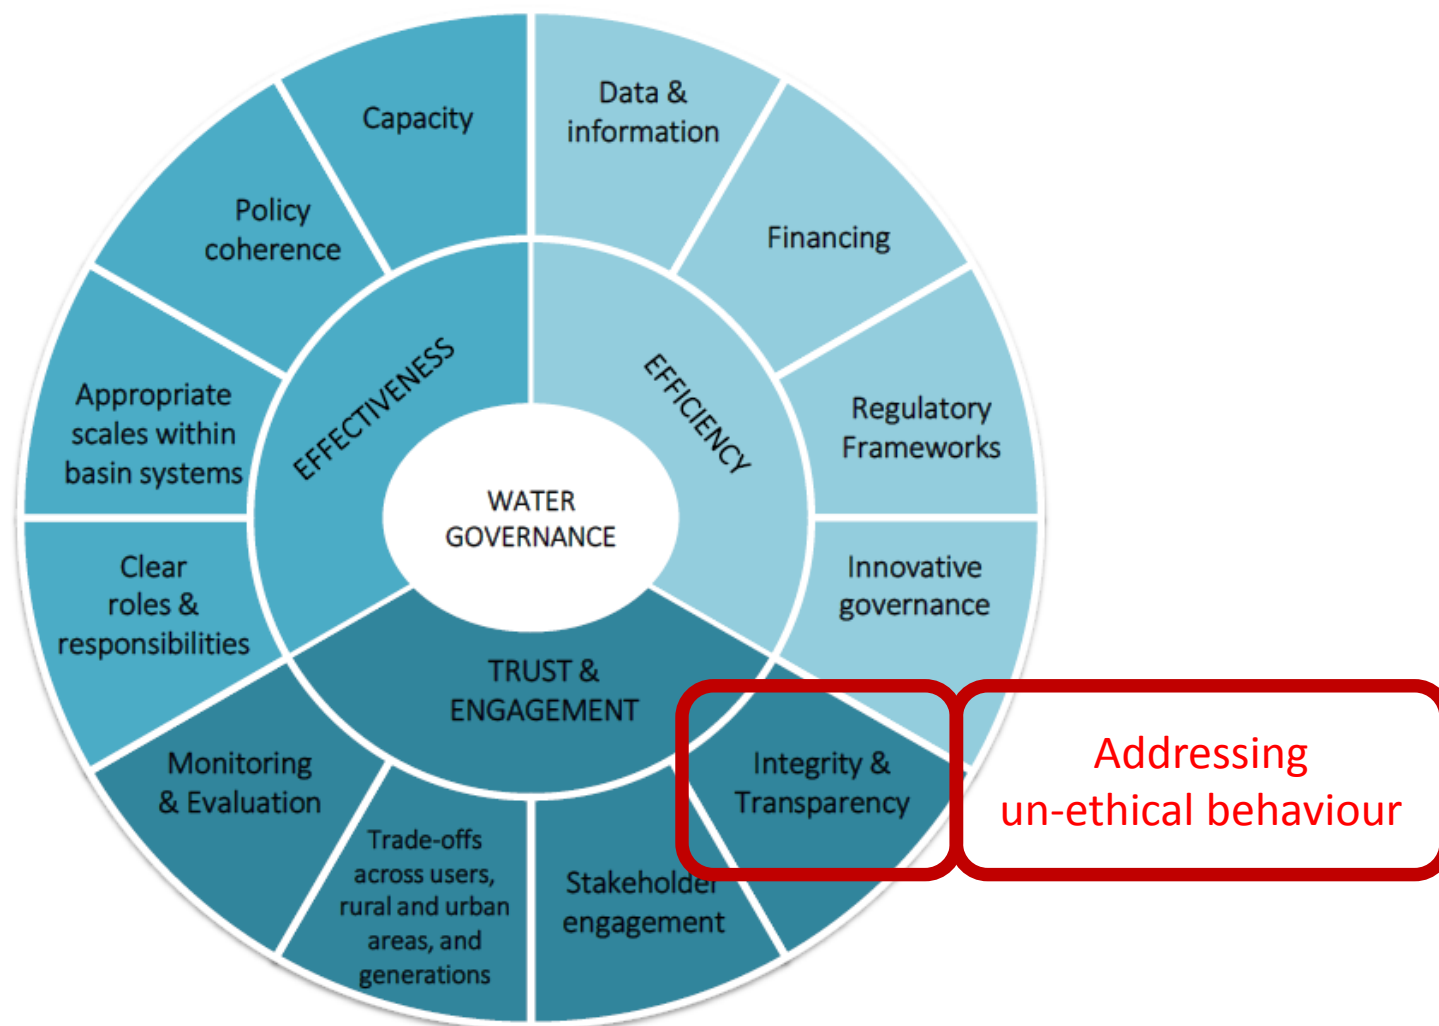 Capacity
Data &
information
Policy
coherence
Financing
Appropriate
scales within
basin systems
EFFECTIVENESS
EFFICIENCY
Regulatory
Frameworks
WATER
GOVERNANCE
Clear
roles &
responsibilities
Innovative
governance
TRUST &
ENGAGEMENT
Monitoring
& Evaluation
Trade-offs
across users,
rural and urban
areas, and
generations
Stakeholder
engagement
Integrity &
Transparency
Addressing
un-ethical behaviour